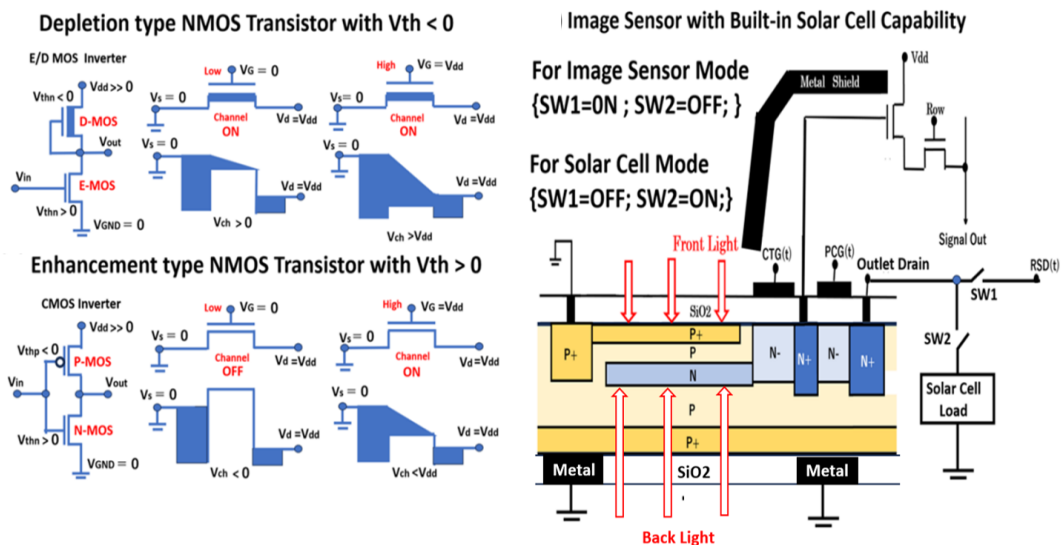 Depletion type NMOS Transistor with Vth < 0
E/D MOS Inverter
Vdd >> 0
Vthn < 0
D-MOS
Vout
Vin
E-MOS
Vthn > 0
VGND = 0
Low
VG = 0
Vs = 0
Channel
ON
Vd =Vdd
Vs = 0
Vd =Vdd
Vch > 0
High
VG =Vdd
Vs= 0
Channel
ON
Vd =Vdd
Vs = 0
Vd =Vdd
Vch >Vdd
Enhancement type NMOS Transistor with Vth > 0
CMOS Inverter
Vdd >> 0
Vthp < 0
P-MOS
Vin
Vout
N-MOS
Vthn > 0
VGND = 0
Low
VG = 0
Vs = 0
Channel
OFF
Vd =Vdd
Vs = 0
Vd =Vdd
Vch < 0
High
VG =Vdd
Vs = 0
Channel
ON
Vd =Vdd
Vs = 0
Vd =Vdd
Vch <Vdd
Image Sensor with Built-in Solar Cell Capability
For Image Sensor Mode
{SW1=0N ; SW2=OFF; }
For Solar Cell Mode
{SW1=OFF; SW2=ON;}
Metal Shield
Vdd
Row
Signal Out
Front Light
CTG(t)
PCG(t)
Outlet Drain
RSD(t)
SW1
SW2
Solar Cell
Load
SiO2
P+
P+
P
N
N-
N+
N-
N+
P
P+
Metal
SiO2
Metal
Back Light